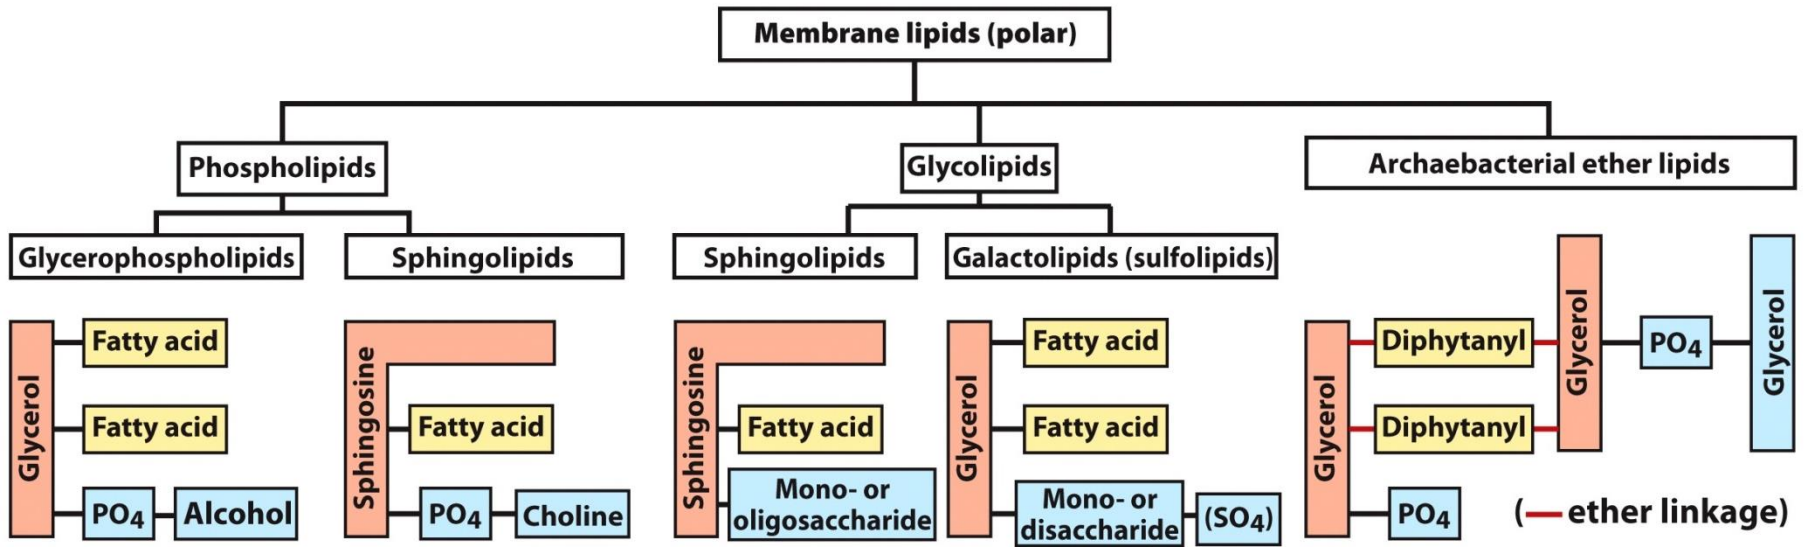 Membrane lipids (polar)
Phospholipids
Glycolipids
Archaebacterial ether lipids
Glycerophospholipids
Sphingolipids
Sphingolipids
Galactolipids (sulfolipids)
Glycerol
Fatty acid
Fatty acid
PO4
Alcohol
Sphingosine
Fatty acid
PO4
Choline
Sphingosine
Fatty acid
Mono- or
oligosaccharide
Glycerol
Fatty acid
Fatty acid
Mono- or
disaccharide
(SO4)
Glycerol
Diphytanyl
Diphytanyl
PO4
Glycerol
PO4
Glycerol
(— ether linkage)